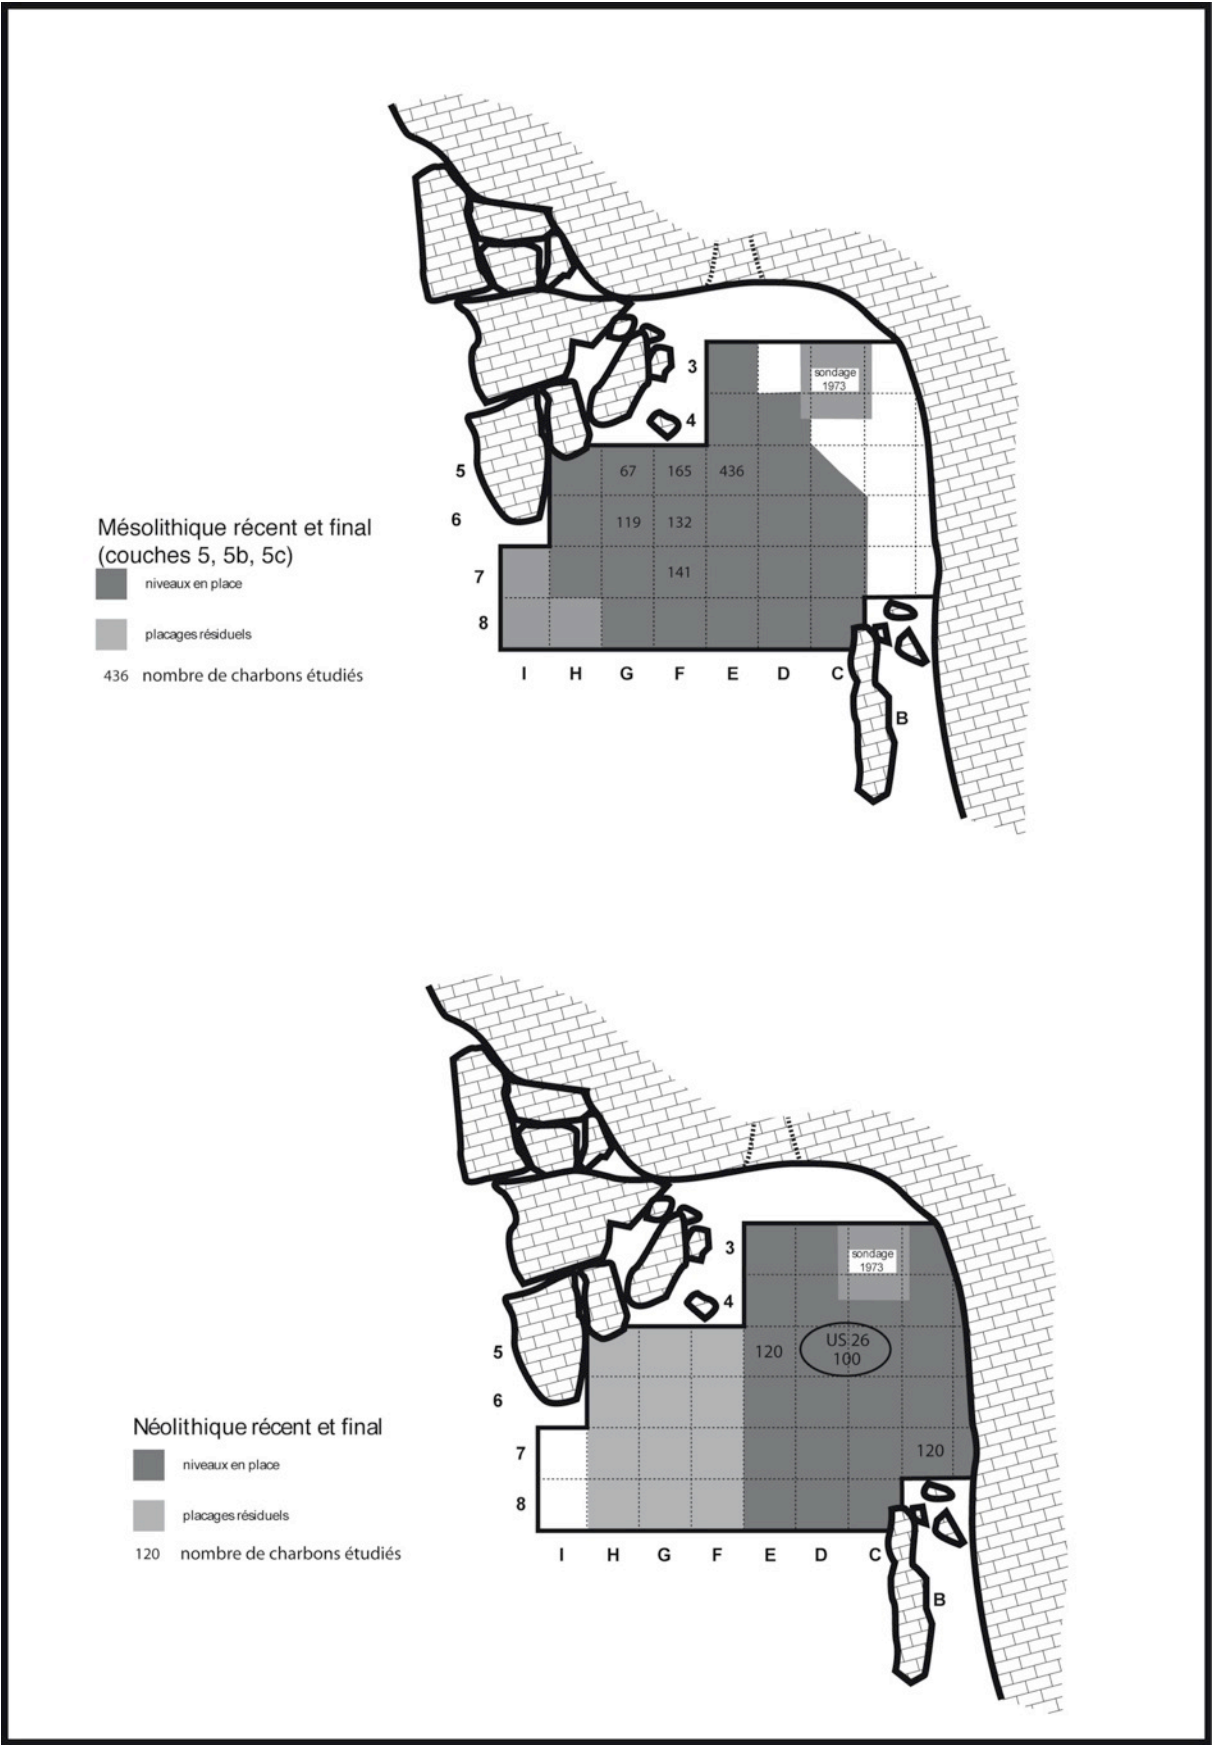 3
sondage
1973
4
5
67
165
436
6
119
132
7
141
8
I
H
G
F
E
D
C
B
Mésolithique récent et final
(couches 5, 5b, 5c)
niveaux en place
placages résiduels
436 nombre de charbons étudiés
3
sondage
1973
4
5
120
US 26
100
6
7
120
8
I
H
G
F
E
D
C
B
Néolithique récent et final
niveaux en place
placages résiduels
120 nombre de charbons étudiés